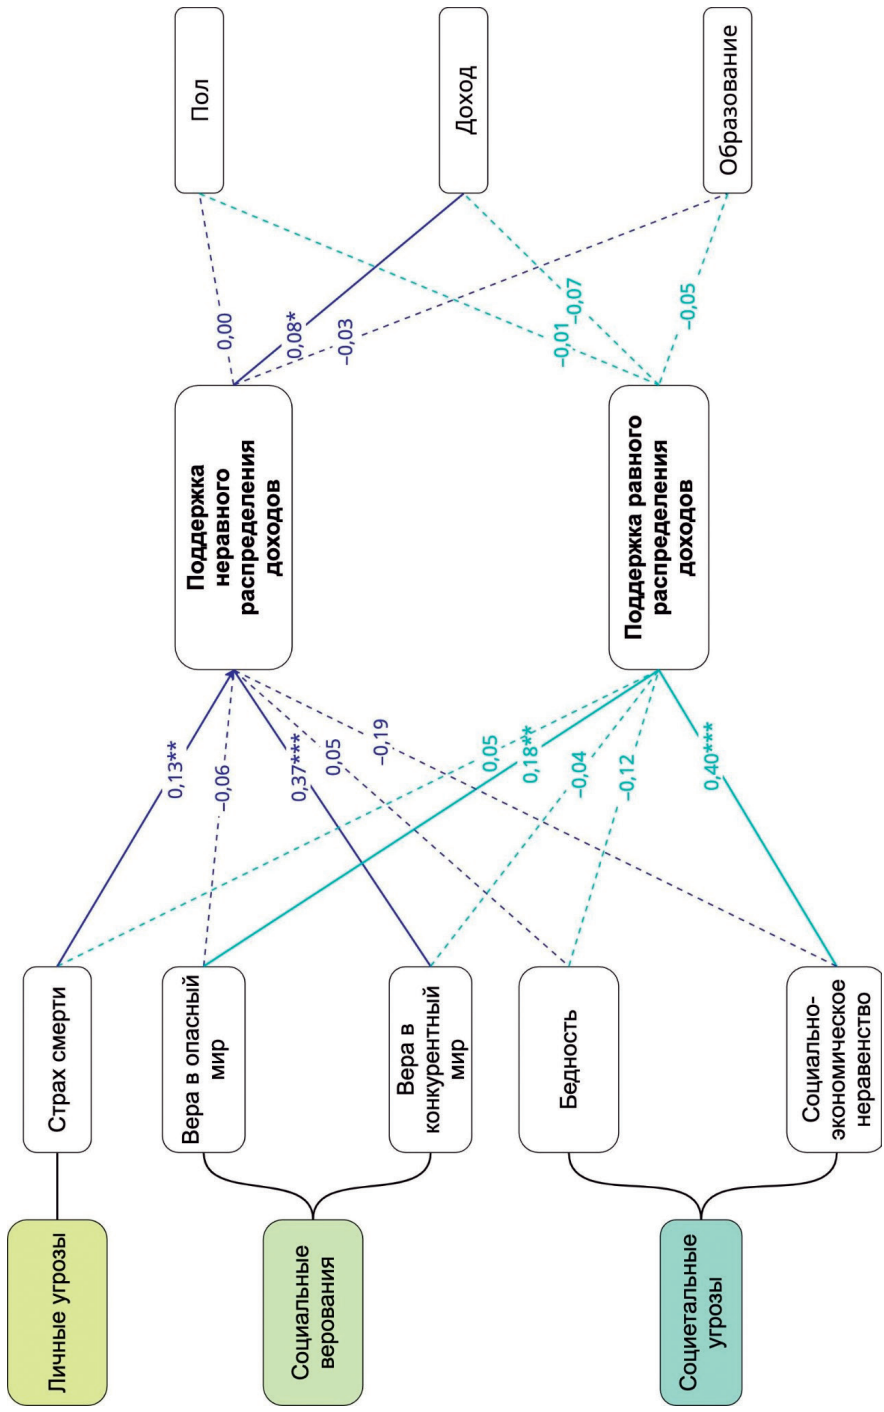 Личные угрозы
Социальные
верования
Социетальные
угрозы
Страх смерти
Вера в опасный
мир
Вера в
конкурентный
мир
Бедность
Социально-
экономическое
неравенство
0,13**
–0,06
0,37***
0,05
–0,19
0,05
0,18**
–0,04
–0,12
0,40***
Поддержка
неравного
распределения
доходов
Поддержка равного
распределения
доходов
0,00
0,08*
–0,03
–0,01
–0,07
–0,05
Пол
Доход
Образование